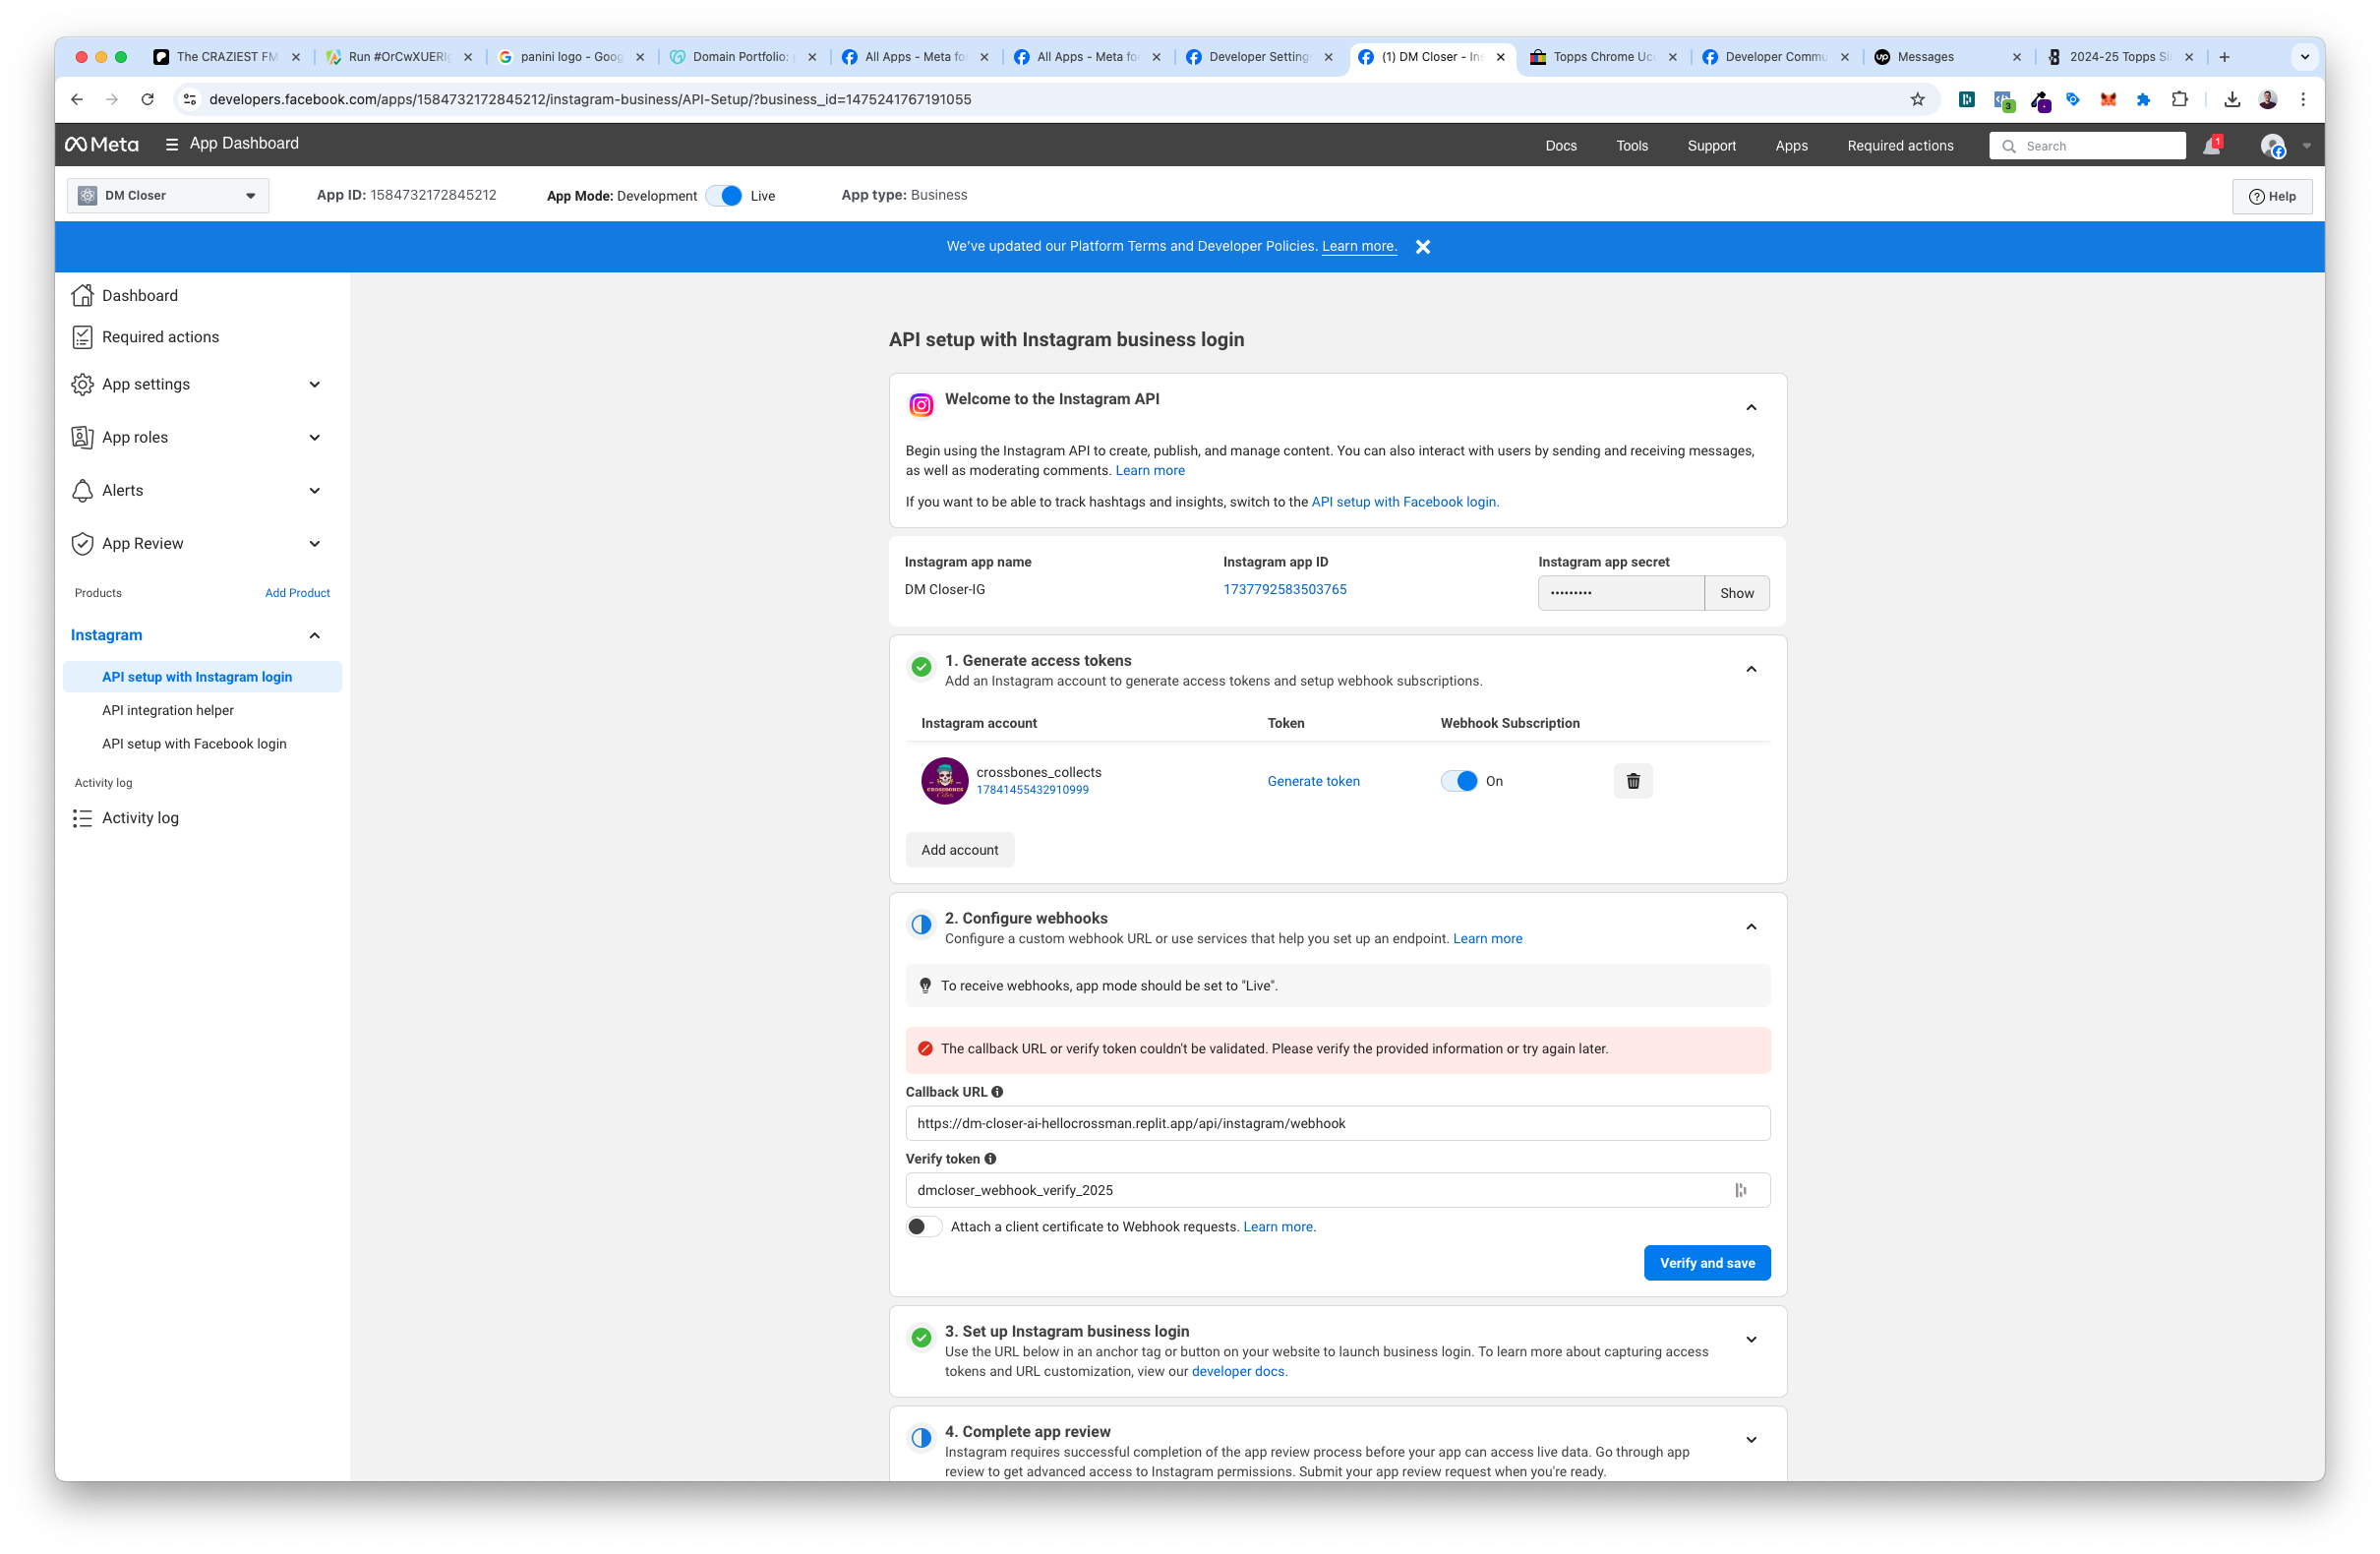 The CRAZIEST FM
Run #OrCwXUERI
panini logo - Goog
Domain Portfolio:
All Apps - Meta fo
All Apps - Meta fo
Developer Setting
(1) DM Closer - Ins
Topps Chrome Uc
Developer Commu
Messages
2024-25 Topps Si
developers.facebook.com/apps/1584732172845212/instagram-business/API-Setup/?business_id=1475241767191055
3
Meta
App Dashboard
Docs
Tools
Support
Apps
Required actions
Search
1
DM Closer
App ID: 1584732172845212
App Mode: Development
Live
App type: Business
Help
We've updated our Platform Terms and Developer Policies. Learn more.
Dashboard
Required actions
App settings
App roles
Alerts
App Review
Products
Add Product
Instagram
API setup with Instagram login
API integration helper
API setup with Facebook login
Activity log
Activity log
API setup with Instagram business login
Welcome to the Instagram API
Begin using the Instagram API to create, publish, and manage content. You can also interact with users by sending and receiving messages,
as well as moderating comments. Learn more
If you want to be able to track hashtags and insights, switch to the API setup with Facebook login.
Instagram app name
Instagram app ID
Instagram app secret
DM Closer-IG
1737792583503765
•••••••••
Show
1. Generate access tokens
Add an Instagram account to generate access tokens and setup webhook subscriptions.
Instagram account
Token
Webhook Subscription
CROSSBONES
crossbones_collects
17841455432910999
Generate token
On
Add account
2. Configure webhooks
Configure a custom webhook URL or use services that help you set up an endpoint. Learn more
To receive webhooks, app mode should be set to "Live".
The callback URL or verify token couldn't be validated. Please verify the provided information or try again later.
Callback URL
https://dm-closer-ai-hellocrossman.replit.app/api/instagram/webhook
Verify token
dmcloser_webhook_verify_2025
Attach a client certificate to Webhook requests. Learn more.
Verify and save
3. Set up Instagram business login
Use the URL below in an anchor tag or button on your website to launch business login. To learn more about capturing access
tokens and URL customization, view our developer docs.
4. Complete app review
Instagram requires successful completion of the app review process before your app can access live data. Go through app
review to get advanced access to Instagram permissions. Submit your app review request when you're ready.